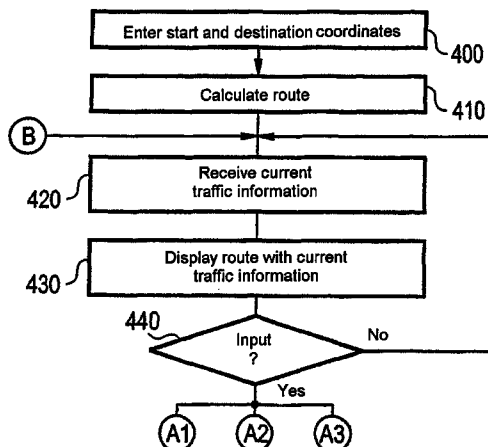 Enter start and destination coordinates
400
Calculate route
410
B
Receive current
traffic information
420
Display route with current
traffic information
430
440
Input
?
No
Yes
A1
A2
A3